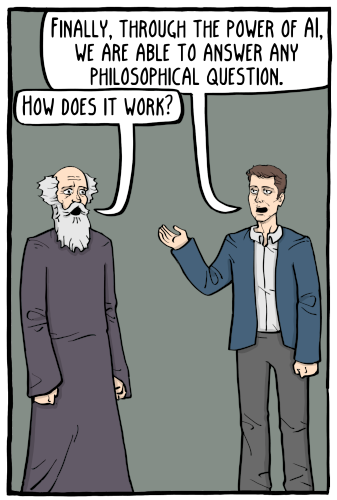 FINALLY, THROUGH THE POWER OF AI,
WE ARE ABLE TO ANSWER ANY
PHILOSOPHICAL QUESTION.
HOW DOES IT WORK?